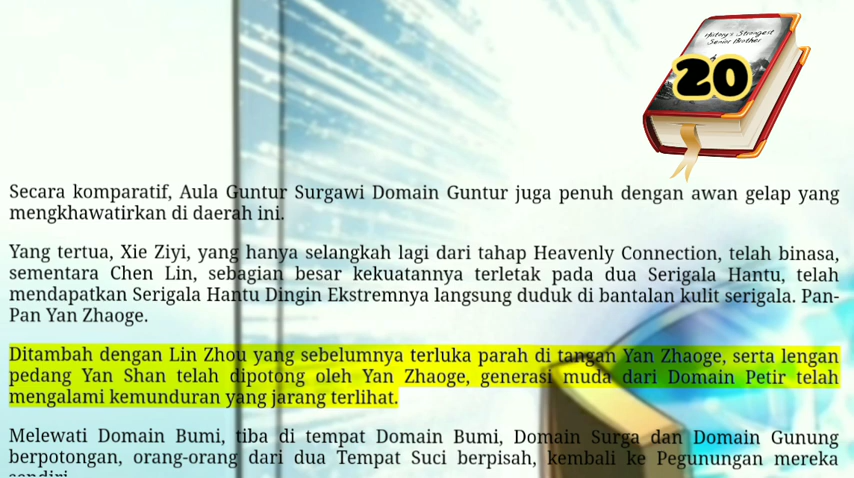 History's Strongest
Senior Brother
20
Secara komparatif, Aula Guntur Surgawi Domain Guntur juga penuh dengan awan gelap yang
mengkhawatirkan di daerah ini.
Yang tertua, Xie Ziyi, yang hanya selangkah lagi dari tahap Heavenly Connection, telah binasa,
sementara Chen Lin, sebagian besar kekuatannya terletak pada dua Serigala Hantu, telah
mendapatkan Serigala Hantu Dingin Ekstremnya langsung duduk di bantalan kulit serigala. Pan-
Pan Yan Zhaoge.
Ditambah dengan Lin Zhou yang sebelumnya terluka parah di tangan Yan Zhaoge, serta lengan
pedang Yan Shan telah dipotong oleh Yan Zhaoge, generasi muda dari Domain Petir telah
mengalami kemunduran yang jarang terlihat.
Melewati Domain Bumi, tiba di tempat Domain Bumi, Domain Surga dan Domain Gunung
berpotongan, orang-orang dari dua Tempat Suci berpisah, kembali ke Pegunungan mereka
sendiri.